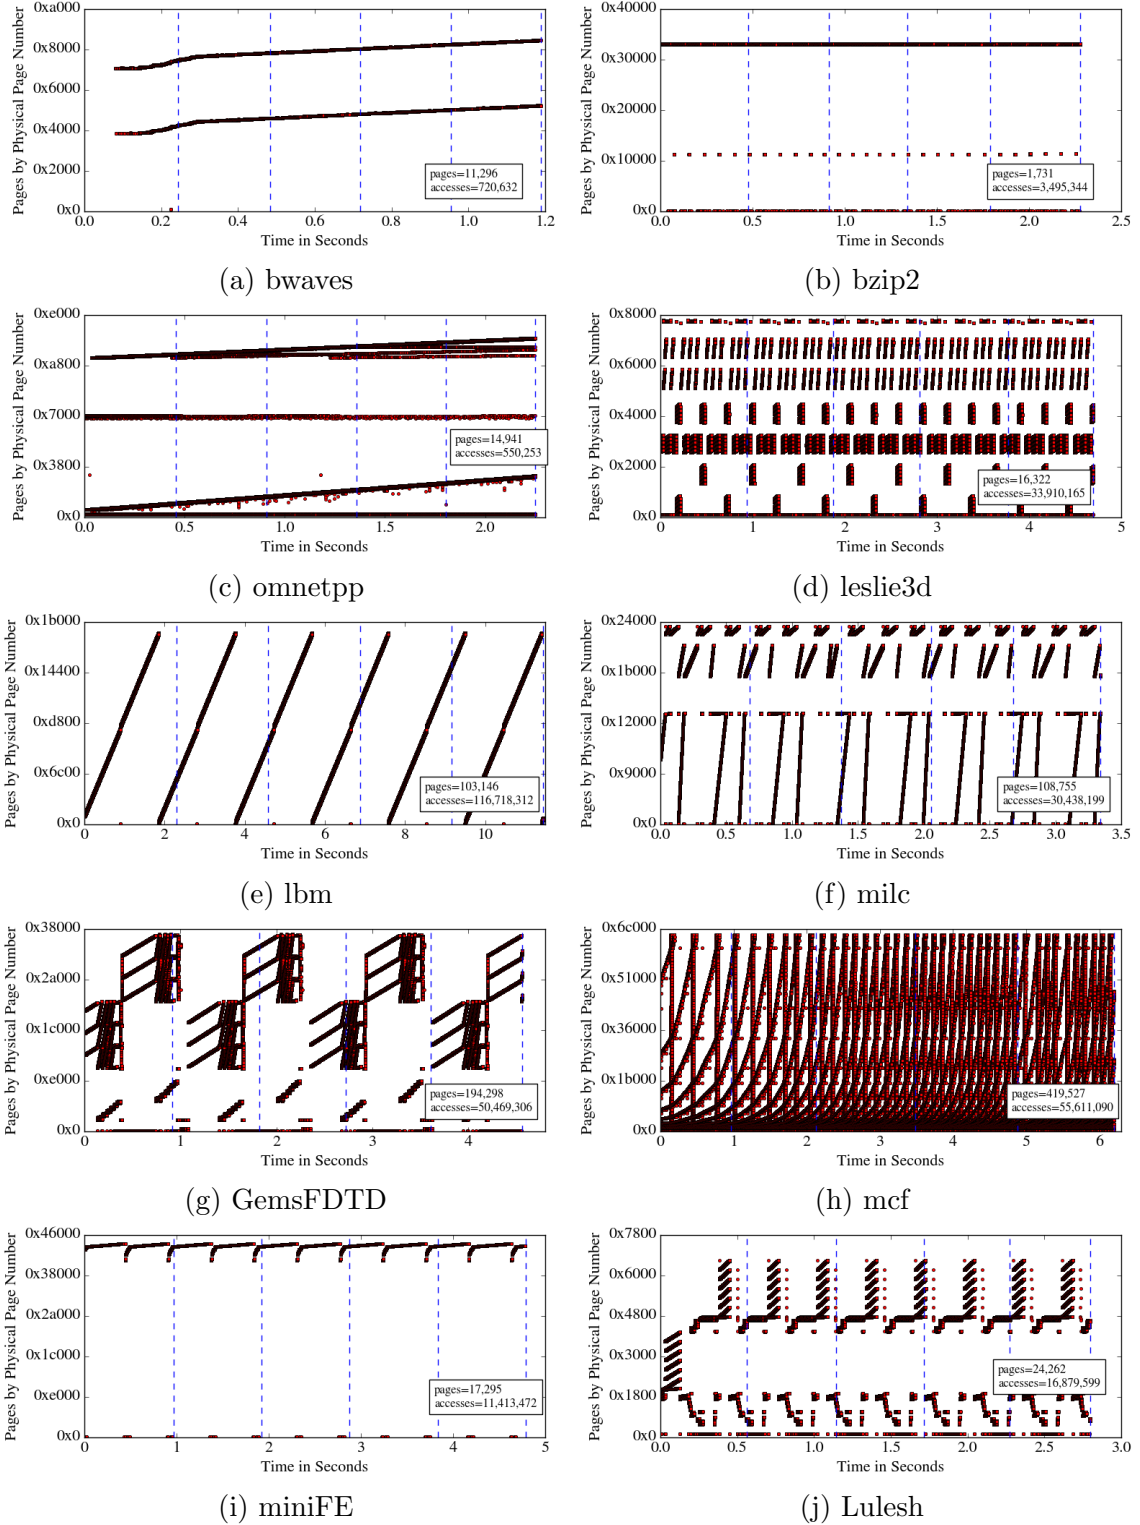 Pages by Physical Page Number
0xa000
0x8000
0x6000
0x4000
0x2000
0x0
pages=11,296
accesses=720,632
0.0 0.2 0.4 0.6 0.8 1.0 1.2
Time in Seconds
(a) bwaves
Pages by Physical Page Number
0x40000
0x30000
0x20000
0x10000
0x0
pages=1,731
accesses=3,495,344
0.0 0.5 1.0 1.5 2.0 2.5
Time in Seconds
(b) bzip2
Pages by Physical Page Number
0xe000
0xa800
0x7000
0x3800
0x0
pages=14,941
accesses=550,253
0.0 0.5 1.0 1.5 2.0
Time in Seconds
(c) omnetpp
Pages by Physical Page Number
0x8000
0x6000
0x4000
0x2000
0x0
pages=16,322
accesses=33,910,165
0 1 2 3 4 5
Time in Seconds
(d) leslie3d
Pages by Physical Page Number
0x1b000
0x14400
0xd800
0x6c00
0x0
pages=103,146
accesses=116,718,312
0 2 4 6 8 10
Time in Seconds
(e) lbm
Pages by Physical Page Number
0x24000
0x1b000
0x12000
0x9000
0x0
pages=108,755
accesses=30,438,199
0.0 0.5 1.0 1.5 2.0 2.5 3.0 3.5
Time in Seconds
(f) milc
Pages by Physical Page Number
0x38000
0x2a000
0x1c000
0xe000
0x0
pages=194,298
accesses=50,469,306
0 1 2 3 4
Time in Seconds
(g) GemsFDTD
Pages by Physical Page Number
0x6c000
0x51000
0x36000
0x1b000
0x0
pages=419,527
accesses=55,611,090
0 1 2 3 4 5 6
Time in Seconds
(h) mcf
Pages by Physical Page Number
0x46000
0x38000
0x2a000
0x1c000
0xe000
0x0
pages=17,295
accesses=11,413,472
0 1 2 3 4 5
Time in Seconds
(i) miniFE
Pages by Physical Page Number
0x7800
0x6000
0x4800
0x3000
0x1800
0x0
pages=24,262
accesses=16,879,599
0.0 0.5 1.0 1.5 2.0 2.5 3.0
Time in Seconds
(j) Lulesh